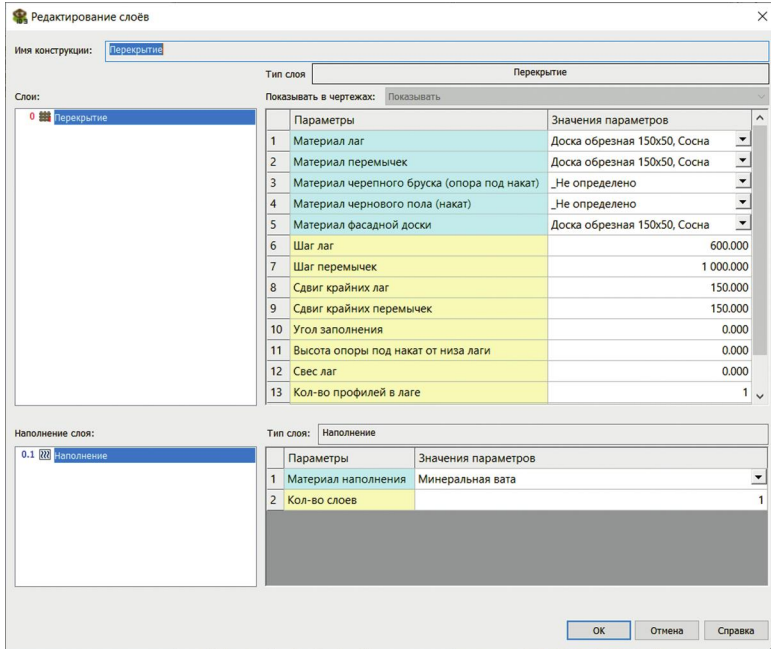 Редактирование слоёв
Имя конструкции: Перекрытие
Тип слоя Перекрытие
Слои: Показывать в чертежах: Показывать
0 Перекрытие
Параметры Значения параметров
1 Материал лаг Доска обрезная 150х50, Сосна
2 Материал перемычек Доска обрезная 150х50, Сосна
3 Материал черепного бруска (опора под накат) _Не определено
4 Материал чернового пола (накат) _Не определено
5 Материал фасадной доски Доска обрезная 150х50, Сосна
6 Шаг лаг 600.000
7 Шаг перемычек 1 000.000
8 Сдвиг крайних лаг 150.000
9 Сдвиг крайних перемычек 150.000
10 Угол заполнения 0.000
11 Высота опоры под накат от низа лаги 0.000
12 Свес лаг 0.000
13 Кол-во профилей в лаге 1
Наполнение слоя: Тип слоя: Наполнение
0.1 Наполнение
Параметры Значения параметров
1 Материал наполнения Минеральная вата
2 Кол-во слоев 1
OK Отмена Справка